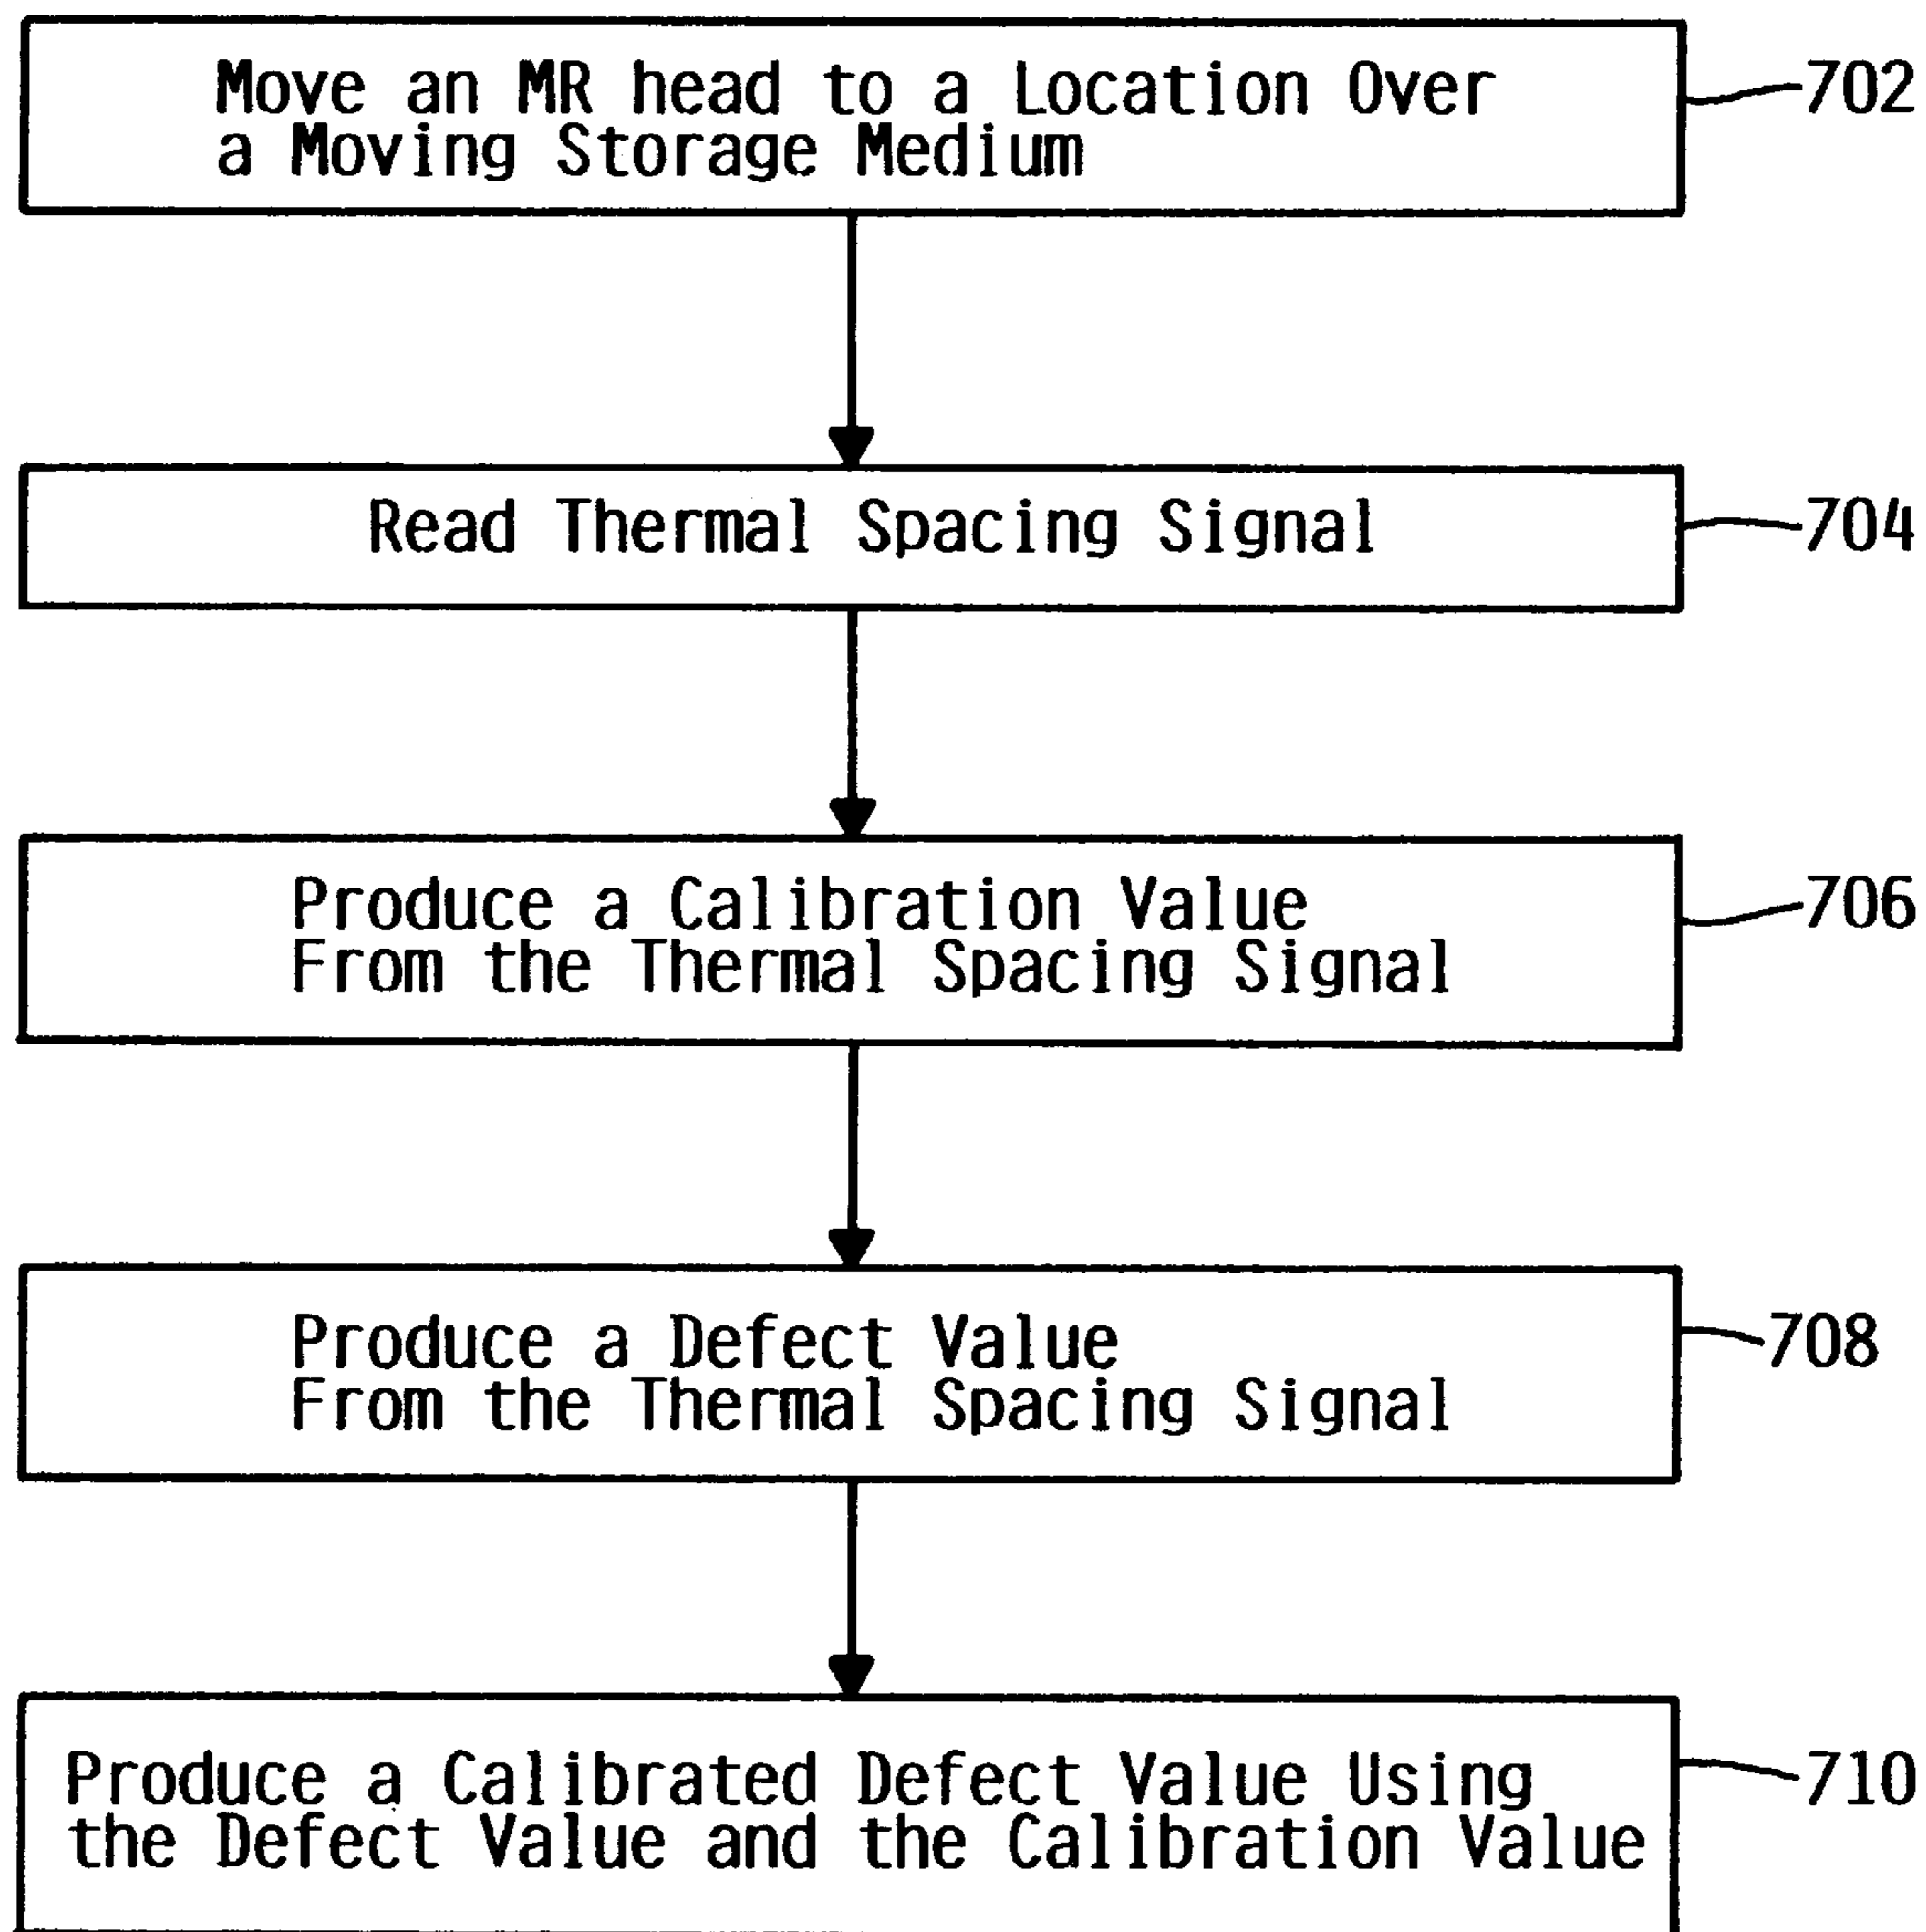 Move an MR head to a Location Over
a Moving Storage Medium
702
Read Thermal Spacing Signal
704
Produce a Calibration Value
From the Thermal Spacing Signal
706
Produce a Defect Value
From the Thermal Spacing Signal
708
Produce a Calibrated Defect Value Using
the Defect Value and the Calibration Value
710